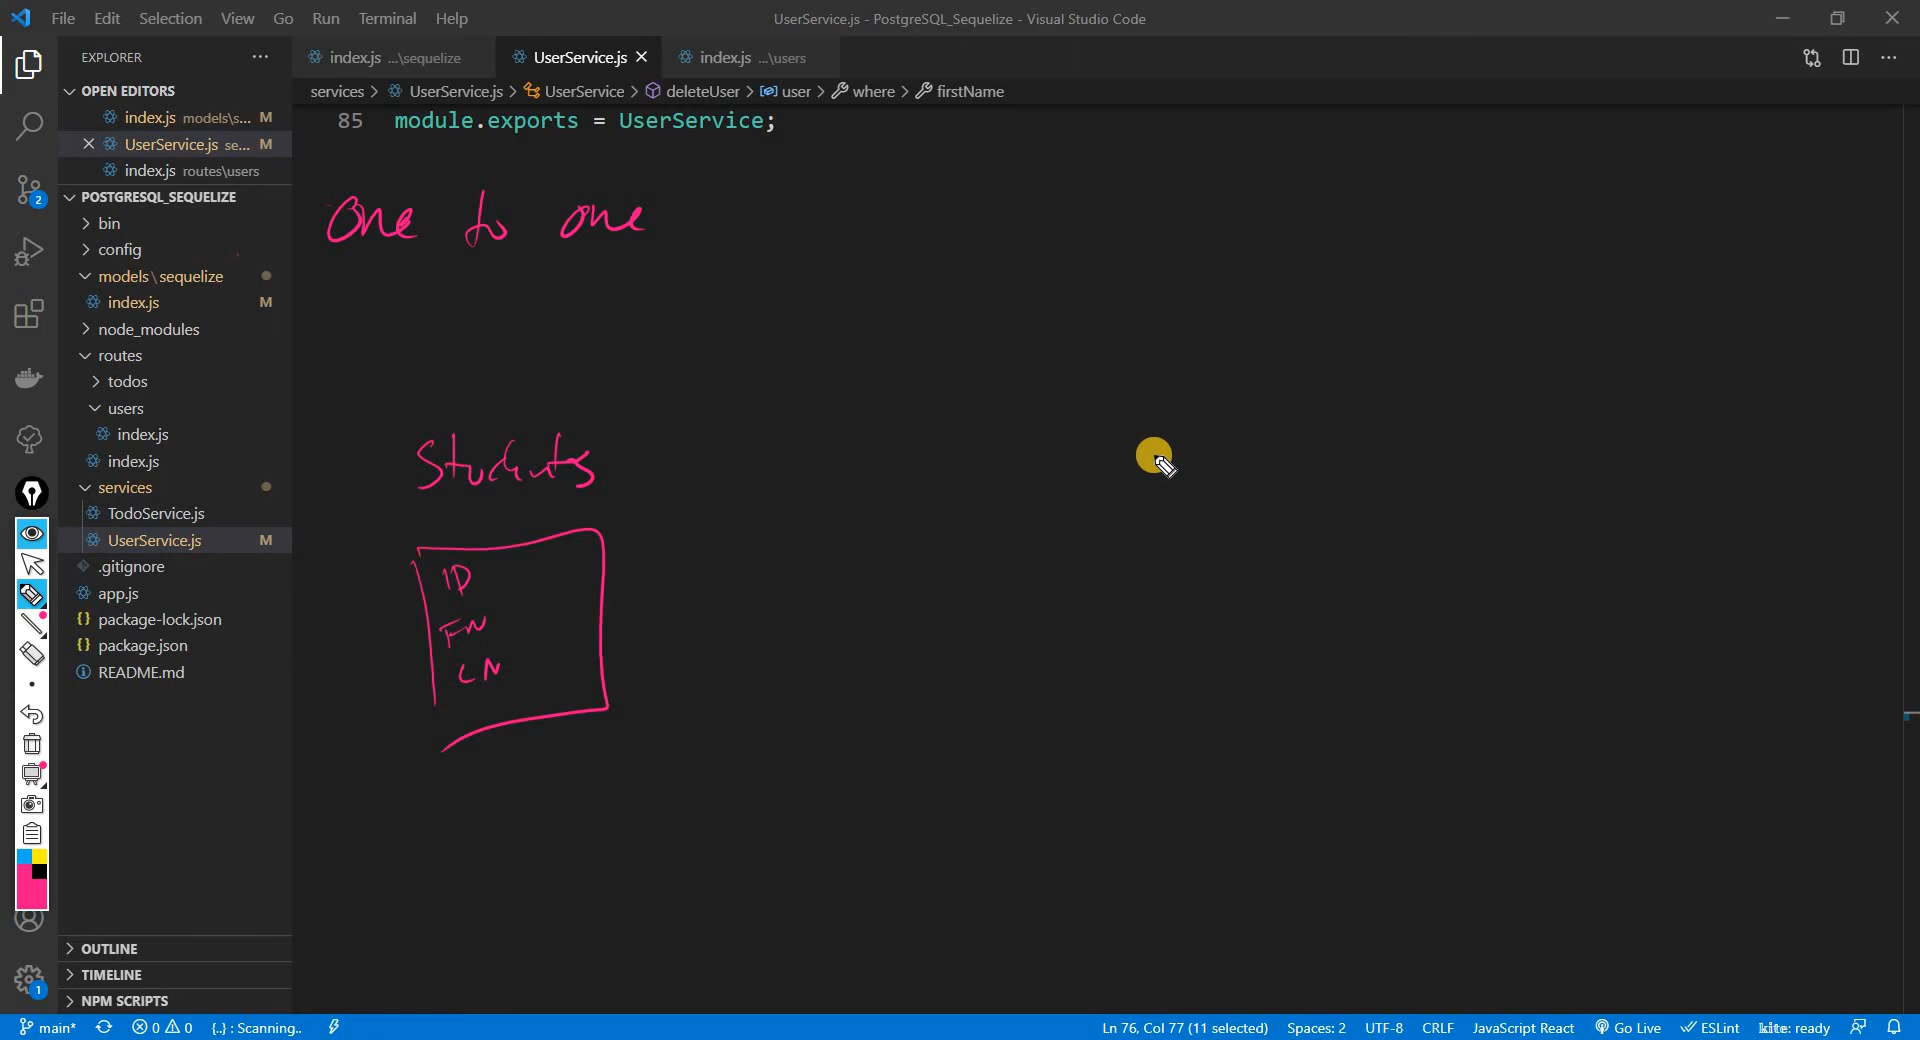 File Edit Selection View Go Run Terminal Help
UserService.js - PostgreSQL_Sequelize - Visual Studio Code
EXPLORER
index.js ...\sequelize
UserService.js
index.js ...\users
OPEN EDITORS
services > UserService.js > UserService > deleteUser > user > where > firstName
index.js models\s... M
UserService.js se... M
index.js routes\users
85 module.exports = UserService;
POSTGRESQL_SEQUELIZE
bin
config
models\sequelize
index.js M
node_modules
routes
todos
users
index.js
index.js
services
TodoService.js
UserService.js M
.gitignore
app.js
package-lock.json
package.json
README.md
One to one
Students
ID
FN
LN
2
1
OUTLINE
TIMELINE
NPM SCRIPTS
main* 0 0 {..} : Scanning.. Ln 76, Col 77 (11 selected) Spaces: 2 UTF-8 CRLF JavaScript React Go Live ESLint kite: ready